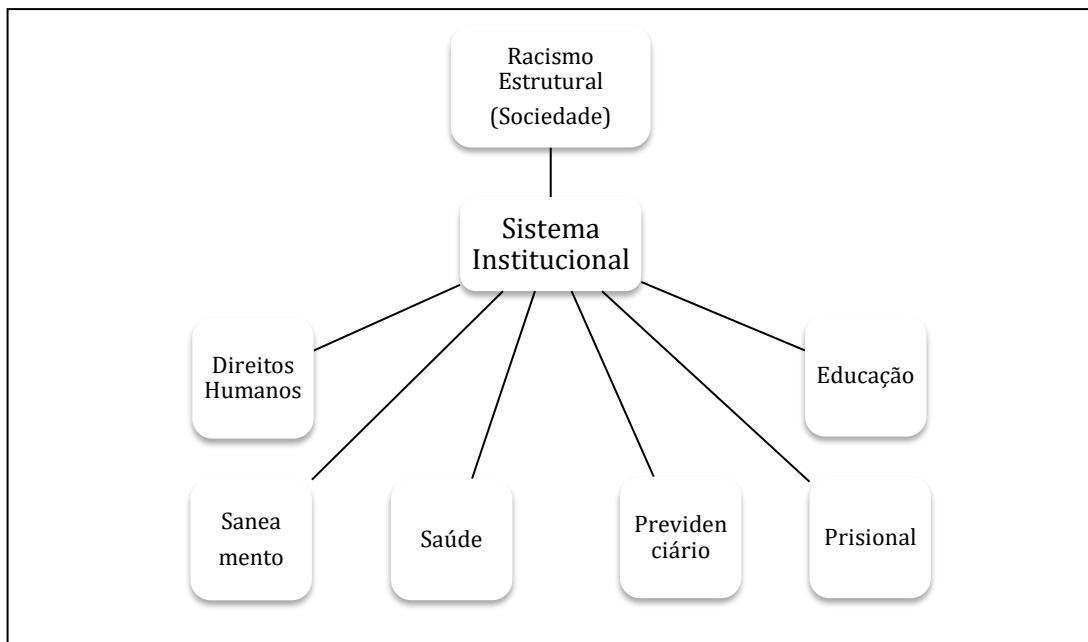 Racismo
Estrutural
(Sociedade)
Sistema
Institucional
Direitos
Humanos
Educação
Sanea
mento
Saúde
Previden
ciário
Prisional